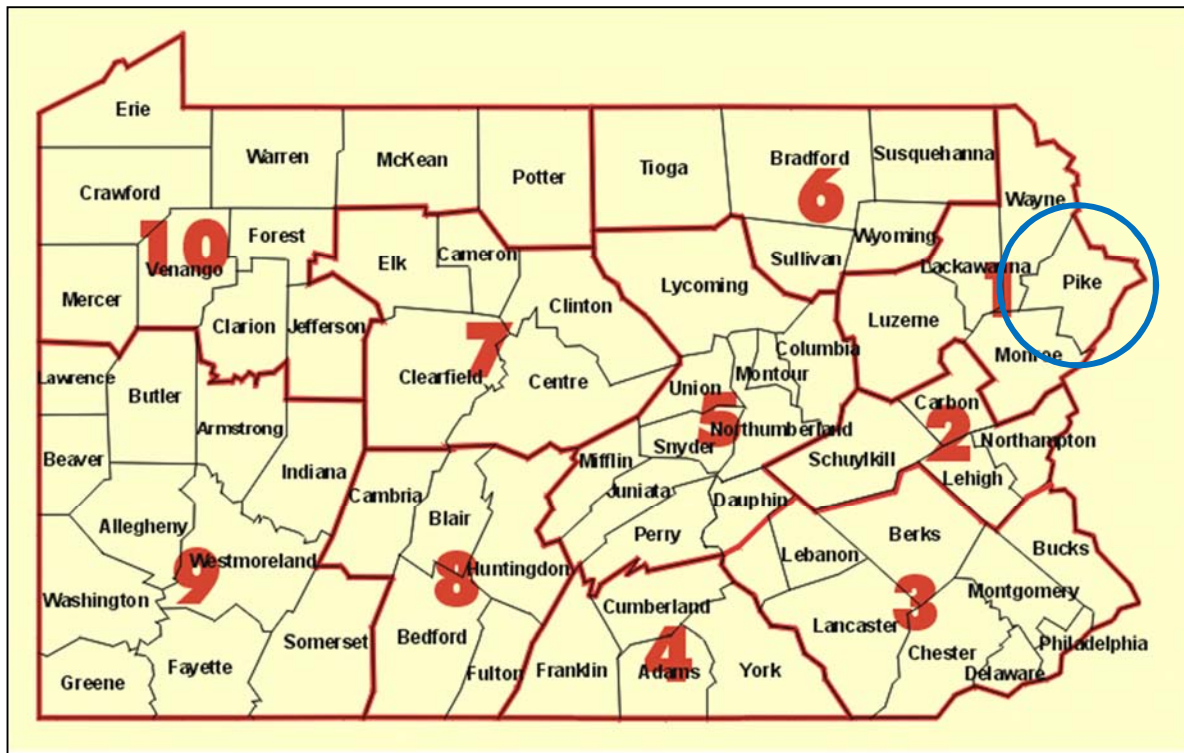 Erie
Warren
McKean
Potter
Tioga
Bradford
Susquehanna
6
Crawford
Wayne
10
Forest
Venango
Elk
Cameron
Sullivan
Wyoming
Lackawanna
1
Pike
Mercer
Clarion
Jefferson
Clinton
Lycoming
Luzerne
7
Columbia
Monroe
Lawrence
Butler
Clearfield
Centre
Union
Montour
Carbon
Armstrong
5
Northumberland
2
Northampton
Beaver
Indiana
Mifflin
Snyder
Schuylkill
Lehigh
Cambria
Juniata
Dauphin
Allegheny
Blair
Perry
Berks
Bucks
9
Westmoreland
8
Huntingdon
Lebanon
Washington
Cumberland
3
Montgomery
Somerset
Bedford
4
Lancaster
Philadelphia
Greene
Fayette
Fulton
Franklin
Adams
York
Chester
Delaware